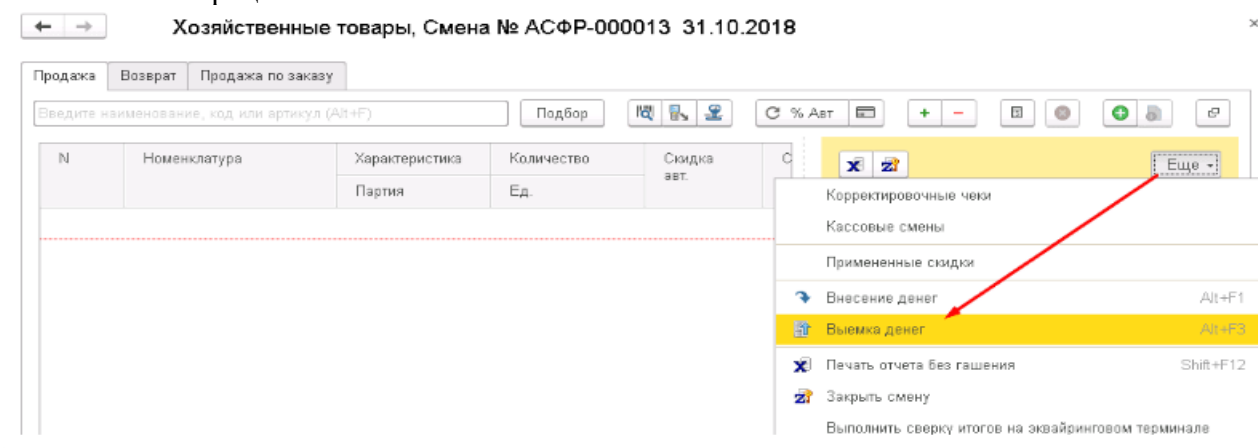 Хозяйственные товары, Смена № АСФР-000013 31.10.2018
Продажа Возврат Продажа по заказу
Введите наименование, код или артикул (Alt+F) Подбор % Авт
N Номенклатура Характеристика Количество Скидка авт. С
Партия Ед.
Еще
Корректировочные чеки
Кассовые смены
Примененные скидки
Внесение денег Alt+F1
Выемка денег Alt+F3
Печать отчета без гашения Shift+F12
Закрыть смену
Выполнить сверку итогов на эквайринговом терминале